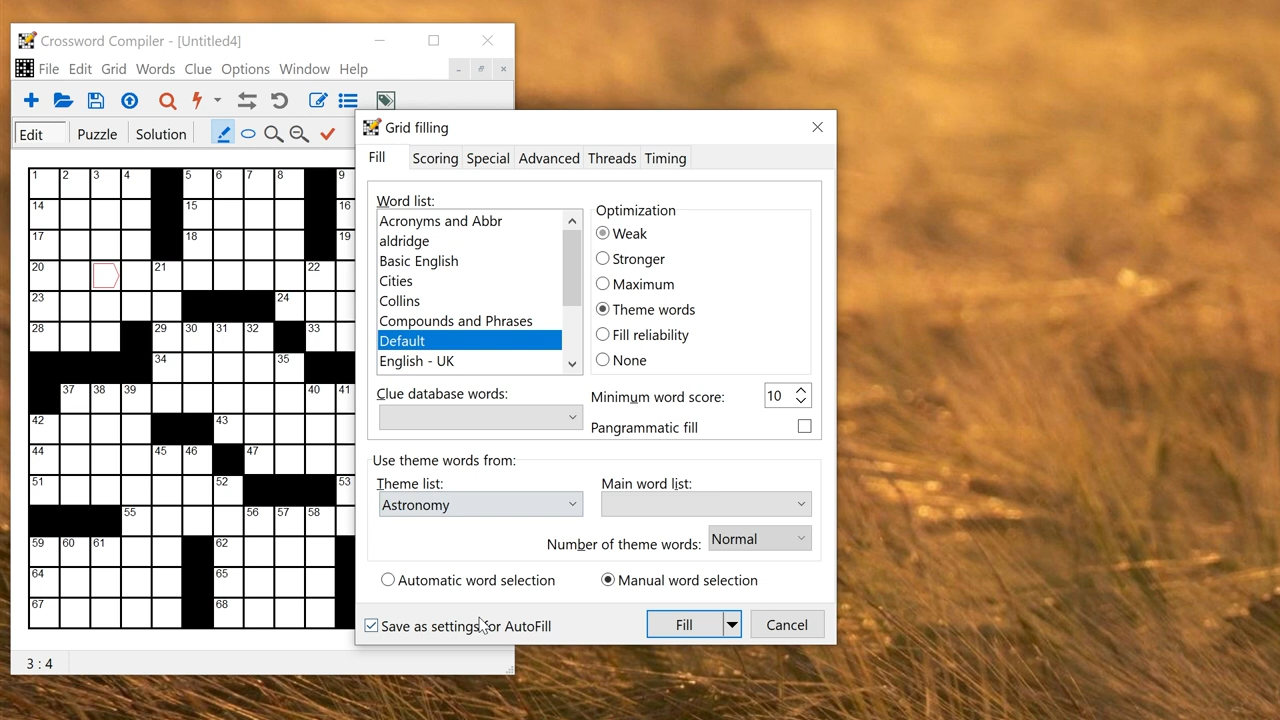 Crossword Compiler - [Untitled4]
File Edit Grid Words Clue Options Window Help
Edit Puzzle Solution
1 2 3 4 5 6 7 8 9
14 15 16
17 18 19
20 21 22
23 24
28 29 30 31 32 33
34 35
37 38 39 40 41
42 43
44 45 46 47
51 52 53
55 56 57 58
59 60 61 62
64 65
67 68
3 : 4
Grid filling
Fill Scoring Special Advanced Threads Timing
Word list:
Acronyms and Abbr
aldridge
Basic English
Cities
Collins
Compounds and Phrases
Default
English - UK
Optimization
Weak
Stronger
Maximum
Theme words
Fill reliability
None
Clue database words:
Minimum word score: 10
Pangrammatic fill
Use theme words from:
Theme list: Main word list:
Astronomy
Number of theme words: Normal
Automatic word selection Manual word selection
Save as settings for AutoFill Fill Cancel